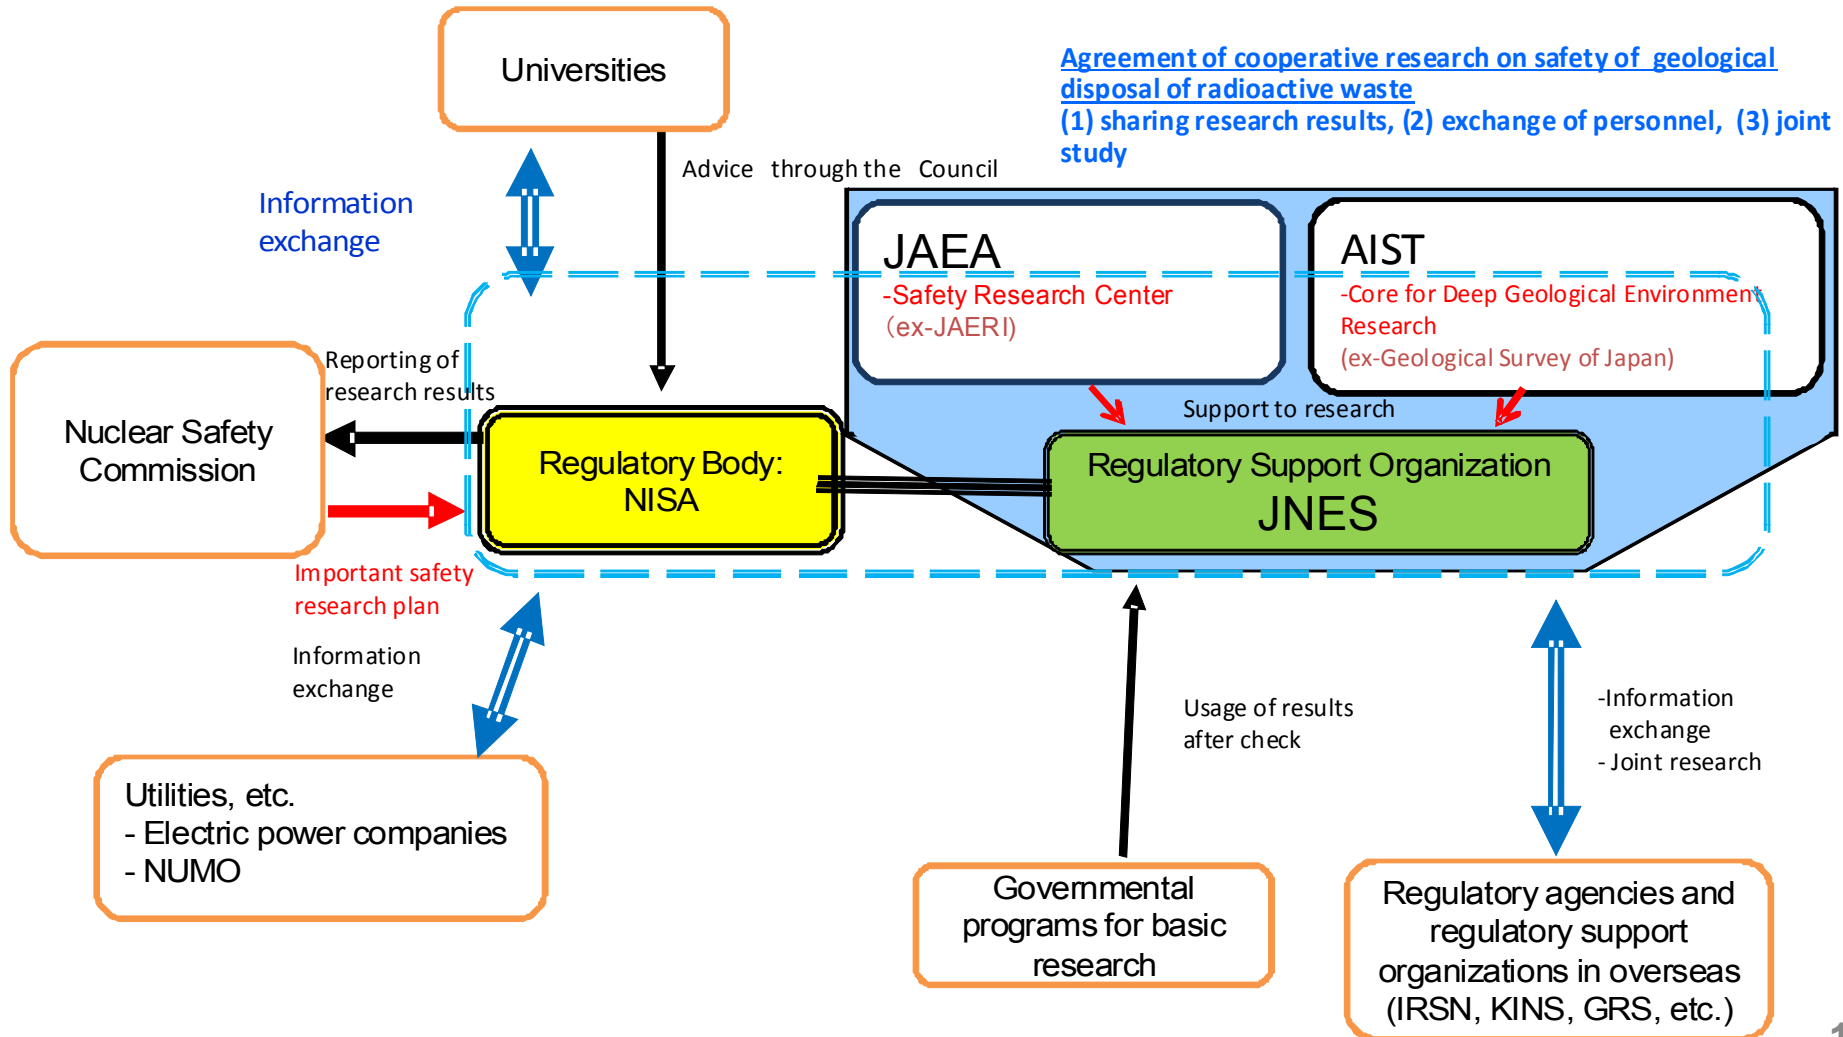 Universities
Agreement of cooperative research on safety of geological
disposal of radioactive waste
(1) sharing research results, (2) exchange of personnel, (3) joint
study
Advice through the Council
Information
exchange
JAEA
-Safety Research Center
(ex-JAERI)
AIST
-Core for Deep Geological Environment
Research
(ex-Geological Survey of Japan)
Reporting of
research results
Support to research
Nuclear Safety
Commission
Regulatory Body:
NISA
Regulatory Support Organization
JNES
Important safety
research plan
Information
exchange
Usage of results
after check
-Information
exchange
- Joint research
Utilities, etc.
- Electric power companies
- NUMO
Governmental
programs for basic
research
Regulatory agencies and
regulatory support
organizations in overseas
(IRSN, KINS, GRS, etc.)